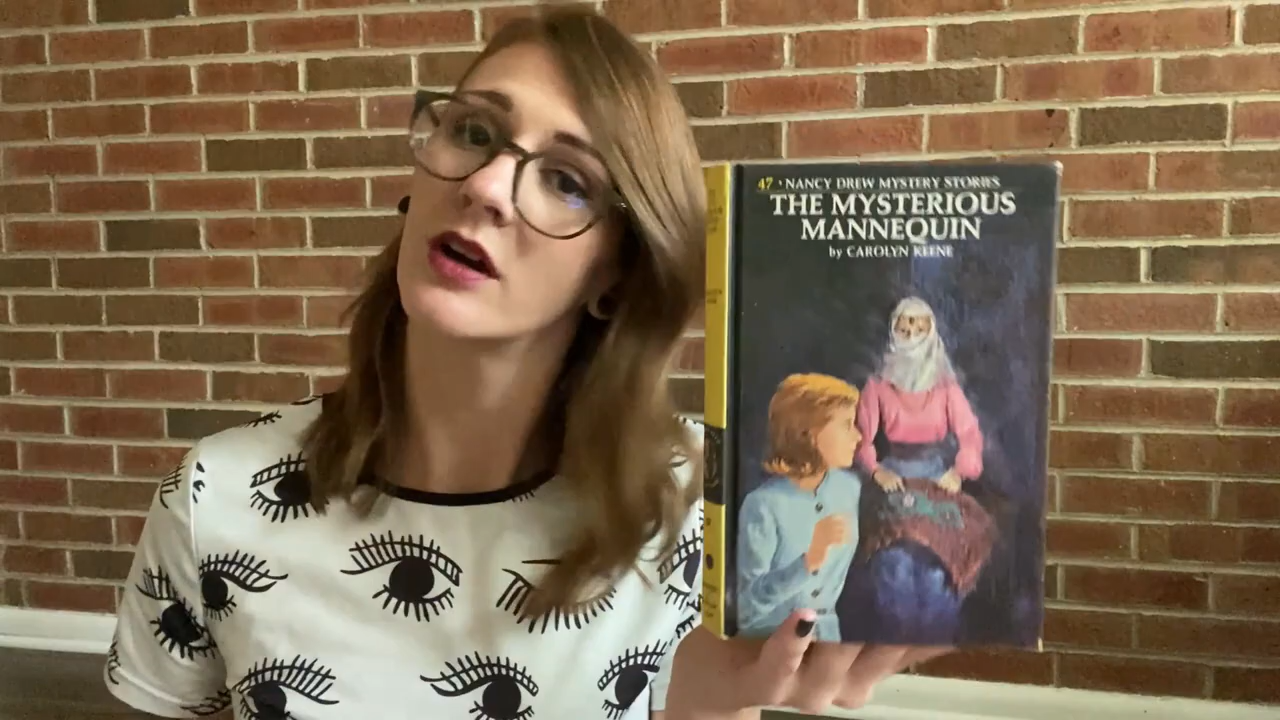 47 • NANCY DREW MYSTERY STORIES
THE MYSTERIOUS
MANNEQUIN
by CAROLYN KEENE